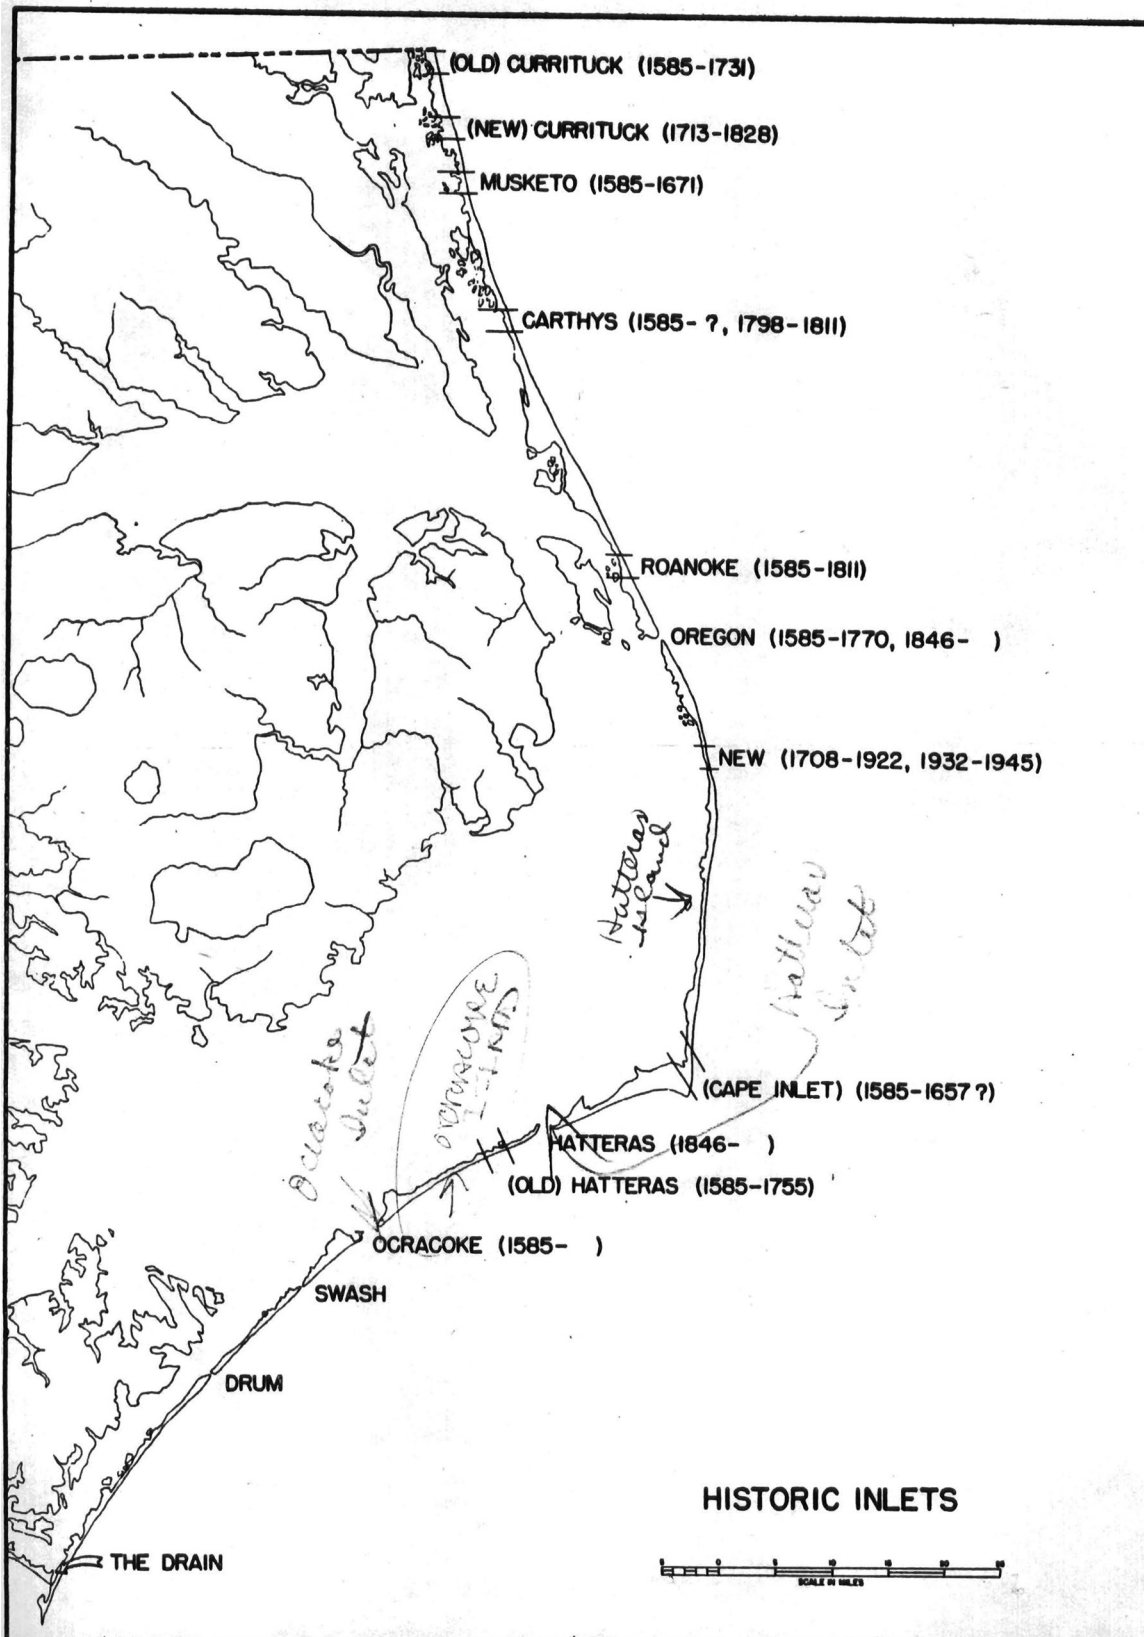 (OLD) CURRITUCK (1585-1731)
(NEW) CURRITUCK (1713-1828)
MUSKETO (1585-1671)
CARTHYS (1585- ?, 1798-1811)
ROANOKE (1585-1811)
OREGON (1585-1770, 1846- )
NEW (1708-1922, 1932-1945)
Hatteras
Island
Hatteras
Inlet
OCRACOKE
Ocracoke
Inlet
(CAPE INLET) (1585-1657?)
HATTERAS (1846- )
(OLD) HATTERAS (1585-1755)
OCRACOKE (1585- )
SWASH
DRUM
THE DRAIN
HISTORIC INLETS
SCALE IN MILES